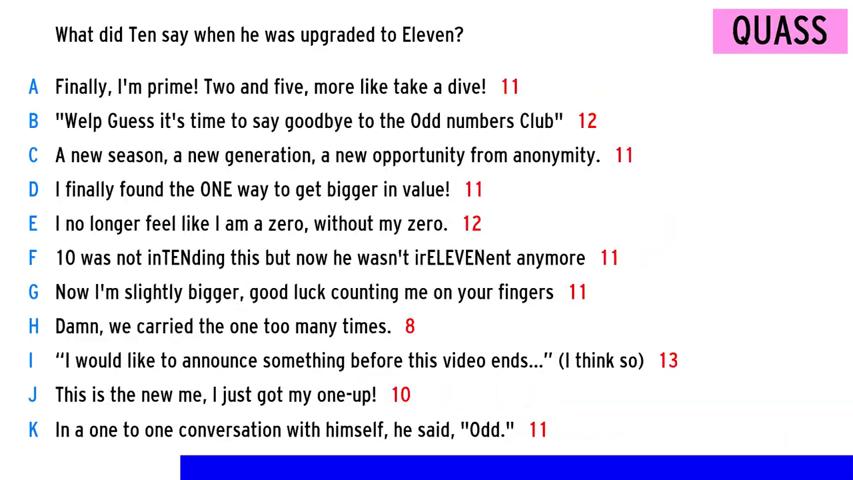 What did Ten say when he was upgraded to Eleven?
QUASS
A Finally, I'm prime! Two and five, more like take a dive! 11
B "Welp Guess it's time to say goodbye to the Odd numbers Club" 12
C A new season, a new generation, a new opportunity from anonymity. 11
D I finally found the ONE way to get bigger in value! 11
E I no longer feel like I am a zero, without my zero. 12
F 10 was not inTENding this but now he wasn't irELEVENent anymore 11
G Now I'm slightly bigger, good luck counting me on your fingers 11
H Damn, we carried the one too many times. 8
I “I would like to announce something before this video ends...” (I think so) 13
J This is the new me, I just got my one-up! 10
K In a one to one conversation with himself, he said, "Odd." 11